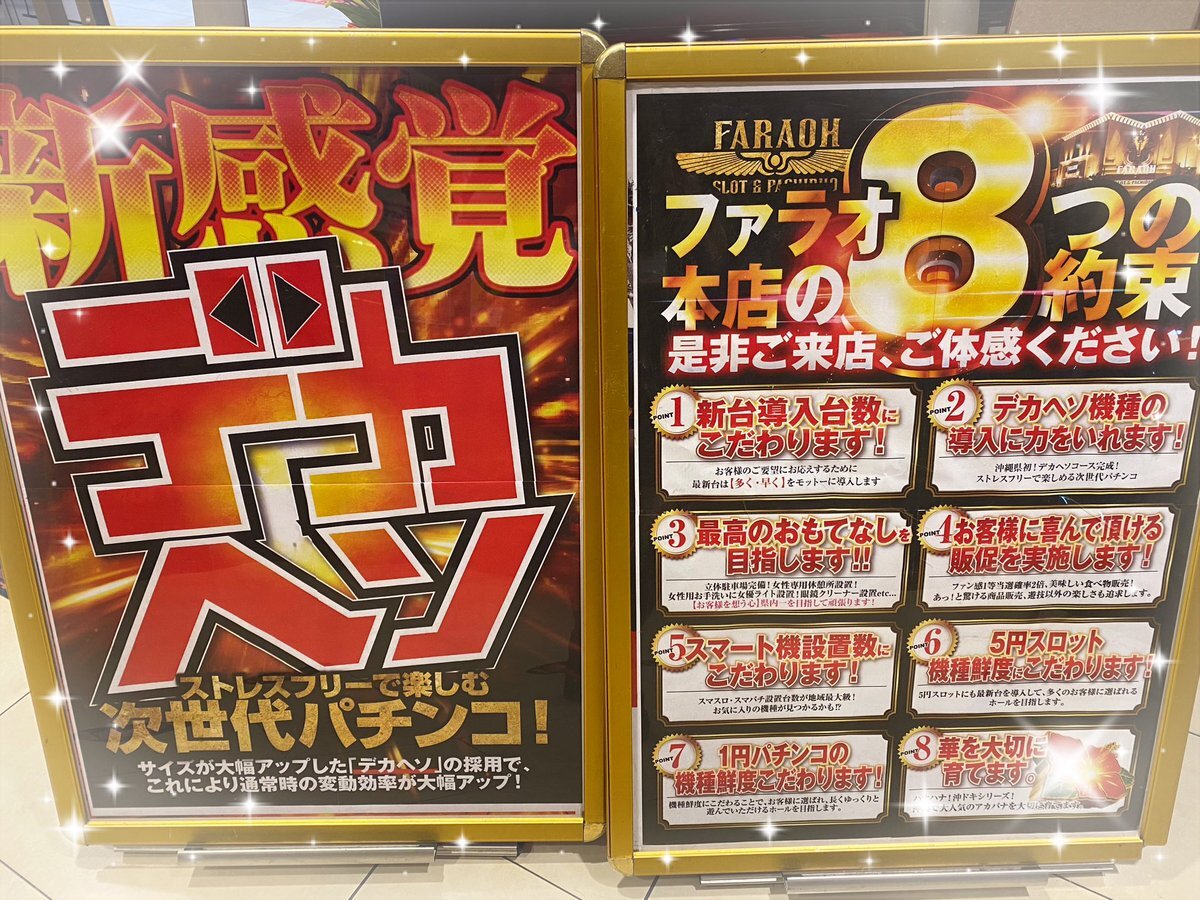 新感覚
デカヘソ
ストレスフリーで楽しむ
次世代パチンコ!
サイズが大幅アップした「デカヘソ」の採用で、
これにより通常時の変動効率が大幅アップ!
FARAOH
SLOT & PACHINKO
ファラオ
本店の
8つの
約束
是非ご来店、ご体感ください!
POINT 1
新台導入台数に
こだわります!
お客様のご要望にお応えするために
最新台は【多く・早く】をモットーに導入します
POINT 2
デカヘソ機種の
導入に力をいれます!
沖縄県初!デカヘソコース完成!
ストレスフリーで楽しめる次世代パチンコ
POINT 3
最高のおもてなしを
目指します!!
立体駐車場完備!女性専用休憩所設置!
女性用お手洗いに女優ライト設置!眼鏡クリーナー設置etc...
【お客様を想う心】県内一を目指して頑張ります!
POINT 4
お客様に喜んで頂ける
販促を実施します!
ファン感1等当選確率2倍、美味しい食べ物販売!
あっ!と驚ける商品販売、遊技以外の楽しさも追求します。
POINT 5
スマート機設置数に
こだわります!
スマスロ・スマパチ設置台数が地域最大級!
お気に入りの機種が見つかるかも!?
POINT 6
5円スロット
機種鮮度にこだわります!
5円スロットにも最新台を導入して、多くのお客様に選ばれる
ホールを目指します。
POINT 7
1円パチンコの
機種鮮度こだわります!
機種鮮度にこだわることで、お客様に選ばれ、長くゆっくりと
遊んでいただけるホールを目指します。
POINT 8
華を大切に
育てます。
ハナハナ!沖ドキシリーズ!
で大人気のアカバナを大切に